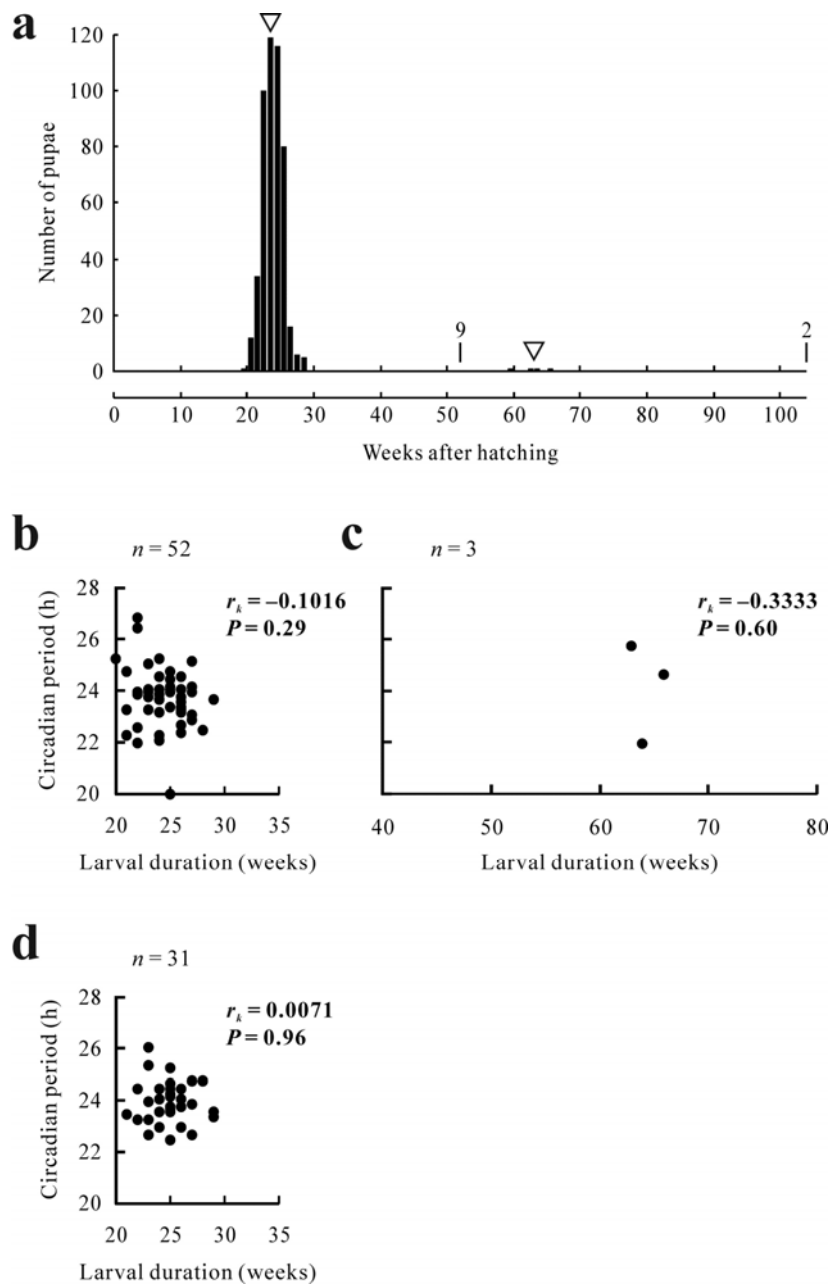 a
120
100
80
60
40
20
0
Number of pupae
9
2
0 10 20 30 40 50 60 70 80 90 100
Weeks after hatching
b
n = 52
r_k = –0.1016
P = 0.29
28
26
24
22
20
Circadian period (h)
20 25 30 35
Larval duration (weeks)
c
n = 3
r_k = –0.3333
P = 0.60
40 50 60 70 80
Larval duration (weeks)
d
n = 31
r_k = 0.0071
P = 0.96
28
26
24
22
20
Circadian period (h)
20 25 30 35
Larval duration (weeks)